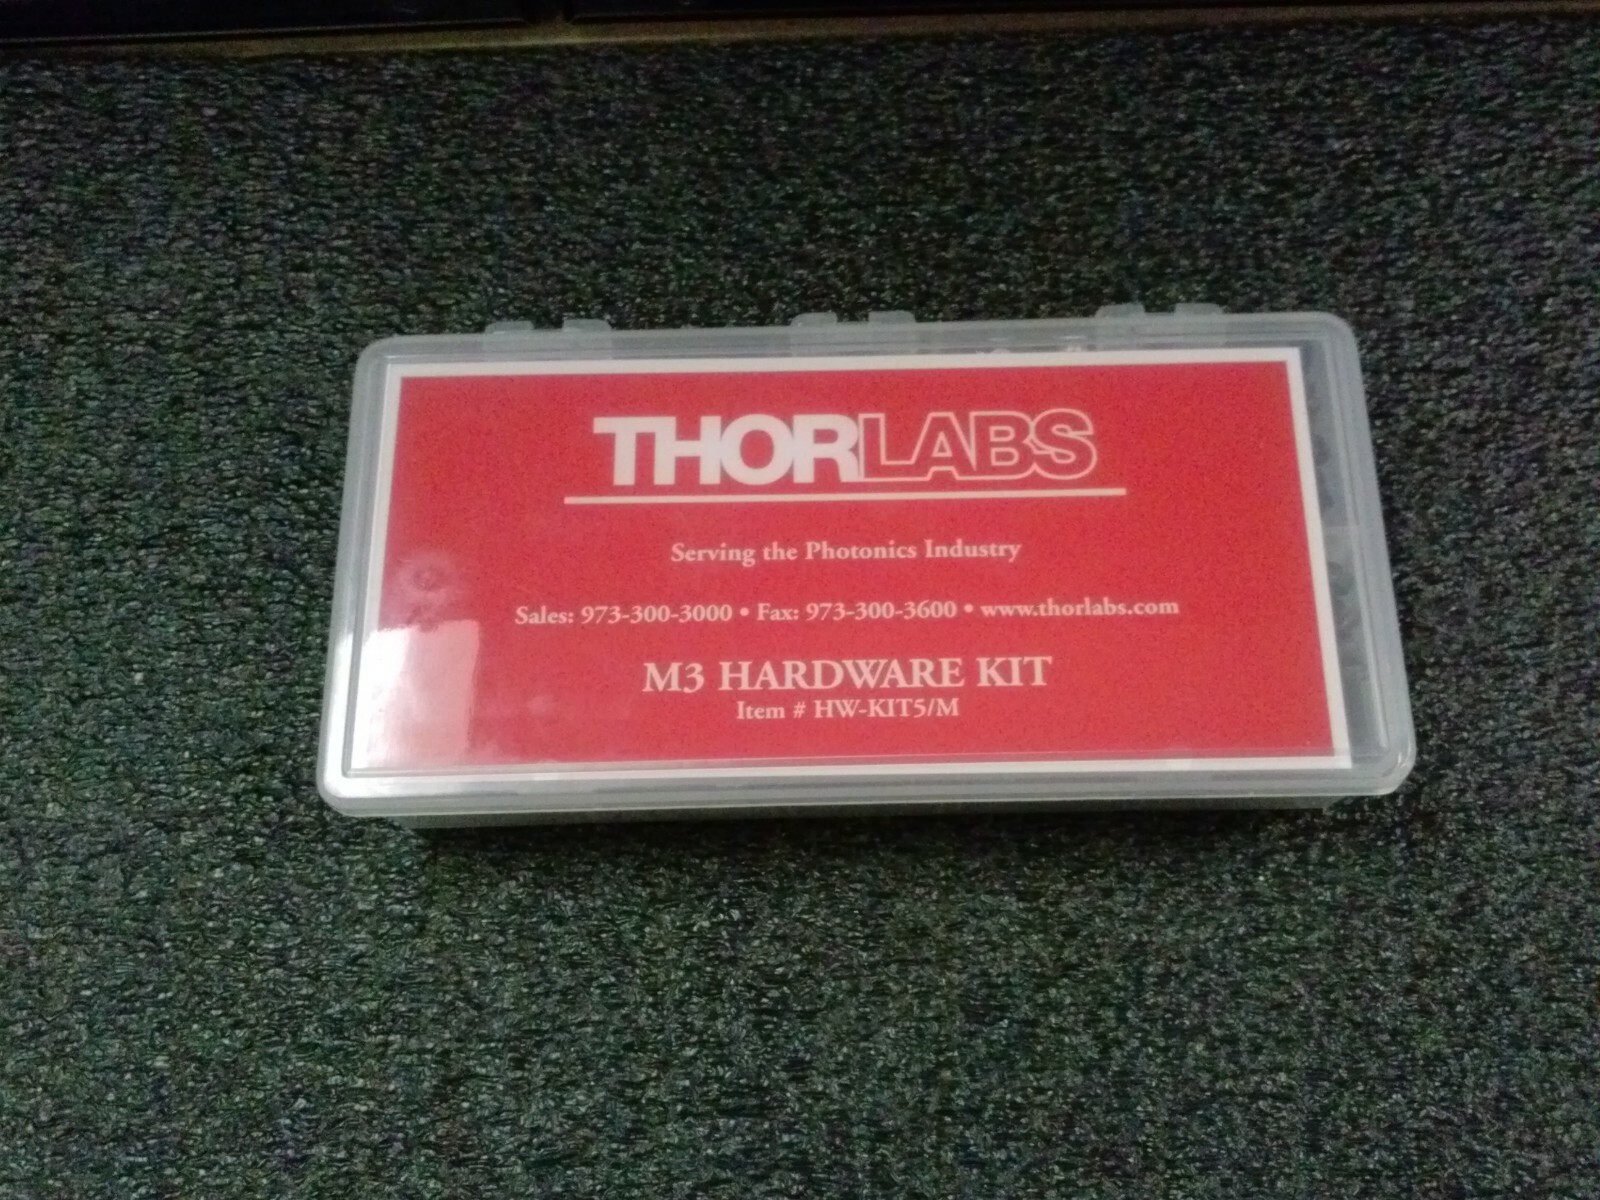 THORLABS
Serving the Photonics Industry
Sales: 973-300-3000 • Fax: 973-300-3600 • www.thorlabs.com
M3 HARDWARE KIT
Item # HW-KIT5/M